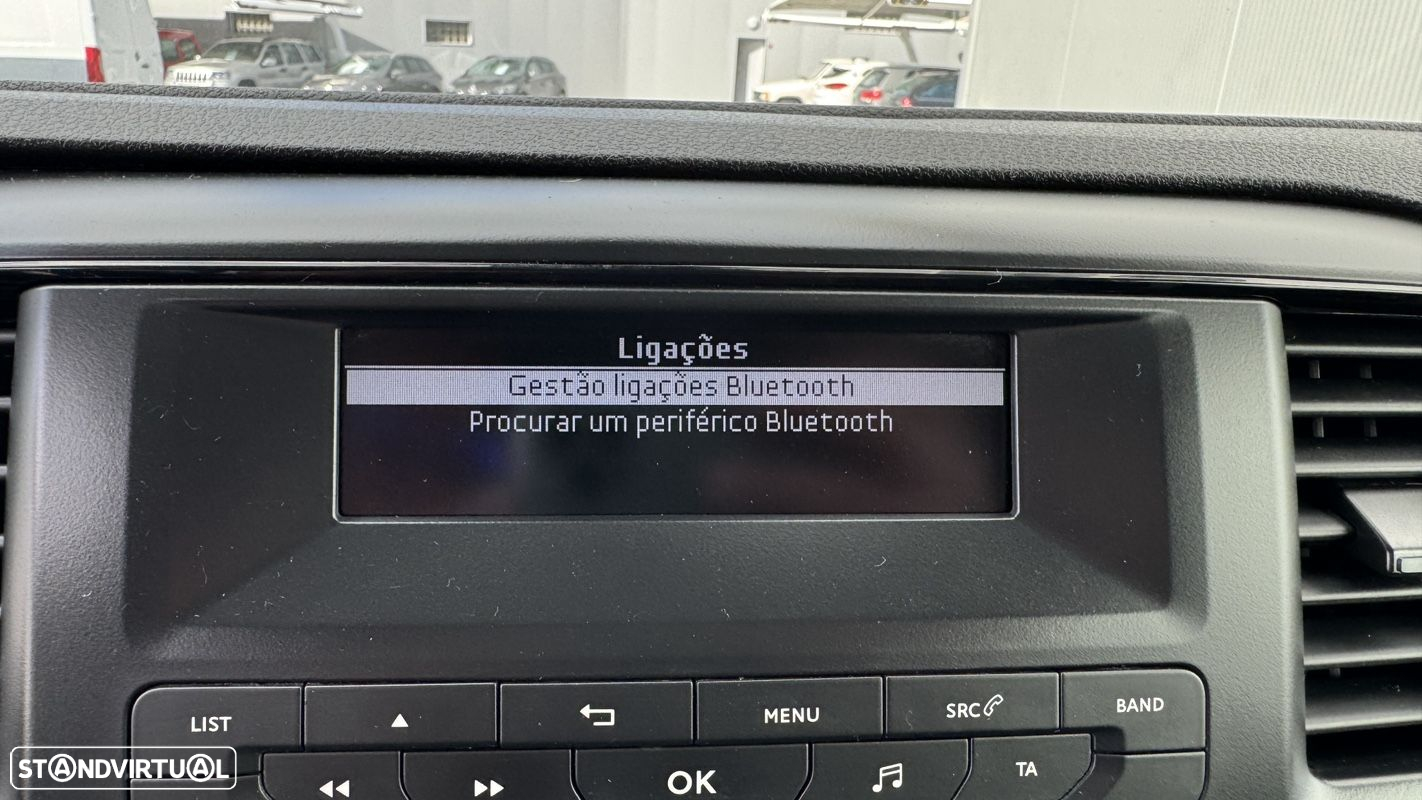 Ligações
Gestão ligações Bluetooth
Procurar um periférico Bluetooth
LIST
MENU
SRC
BAND
OK
TA
STANDVIRTUAL